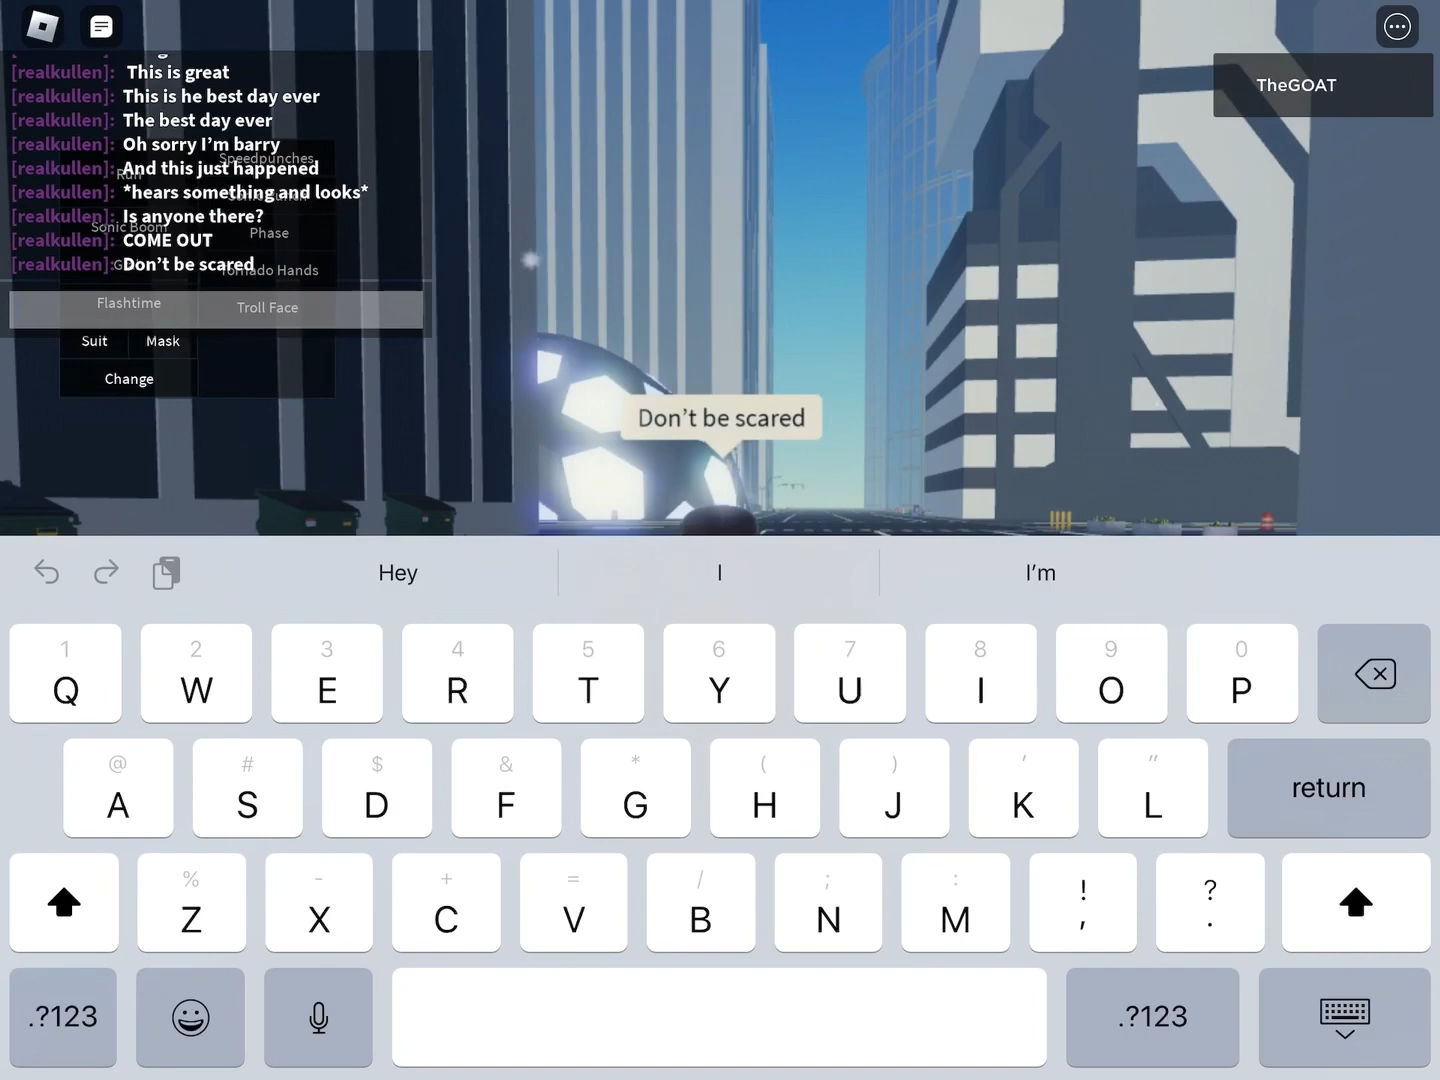 [realkullen]: This is great
[realkullen]: This is he best day ever
[realkullen]: The best day ever
[realkullen]: Oh sorry I'm barry
[realkullen]: And this just happened
[realkullen]: *hears something and looks*
[realkullen]: Is anyone there?
[realkullen]: COME OUT
[realkullen]: Don't be scared
Speedpunches
Run
Sonic Boom
Phase
Tornado Hands
Flashtime
Troll Face
Suit
Mask
Change
TheGOAT
Don't be scared
Hey
I
I'm
1 2 3 4 5 6 7 8 9 0
Q W E R T Y U I O P
@ # $ & * ( ) ' "
A S D F G H J K L return
% - + = / ; : ! ?
Z X C V B N M , .
.?123 .?123